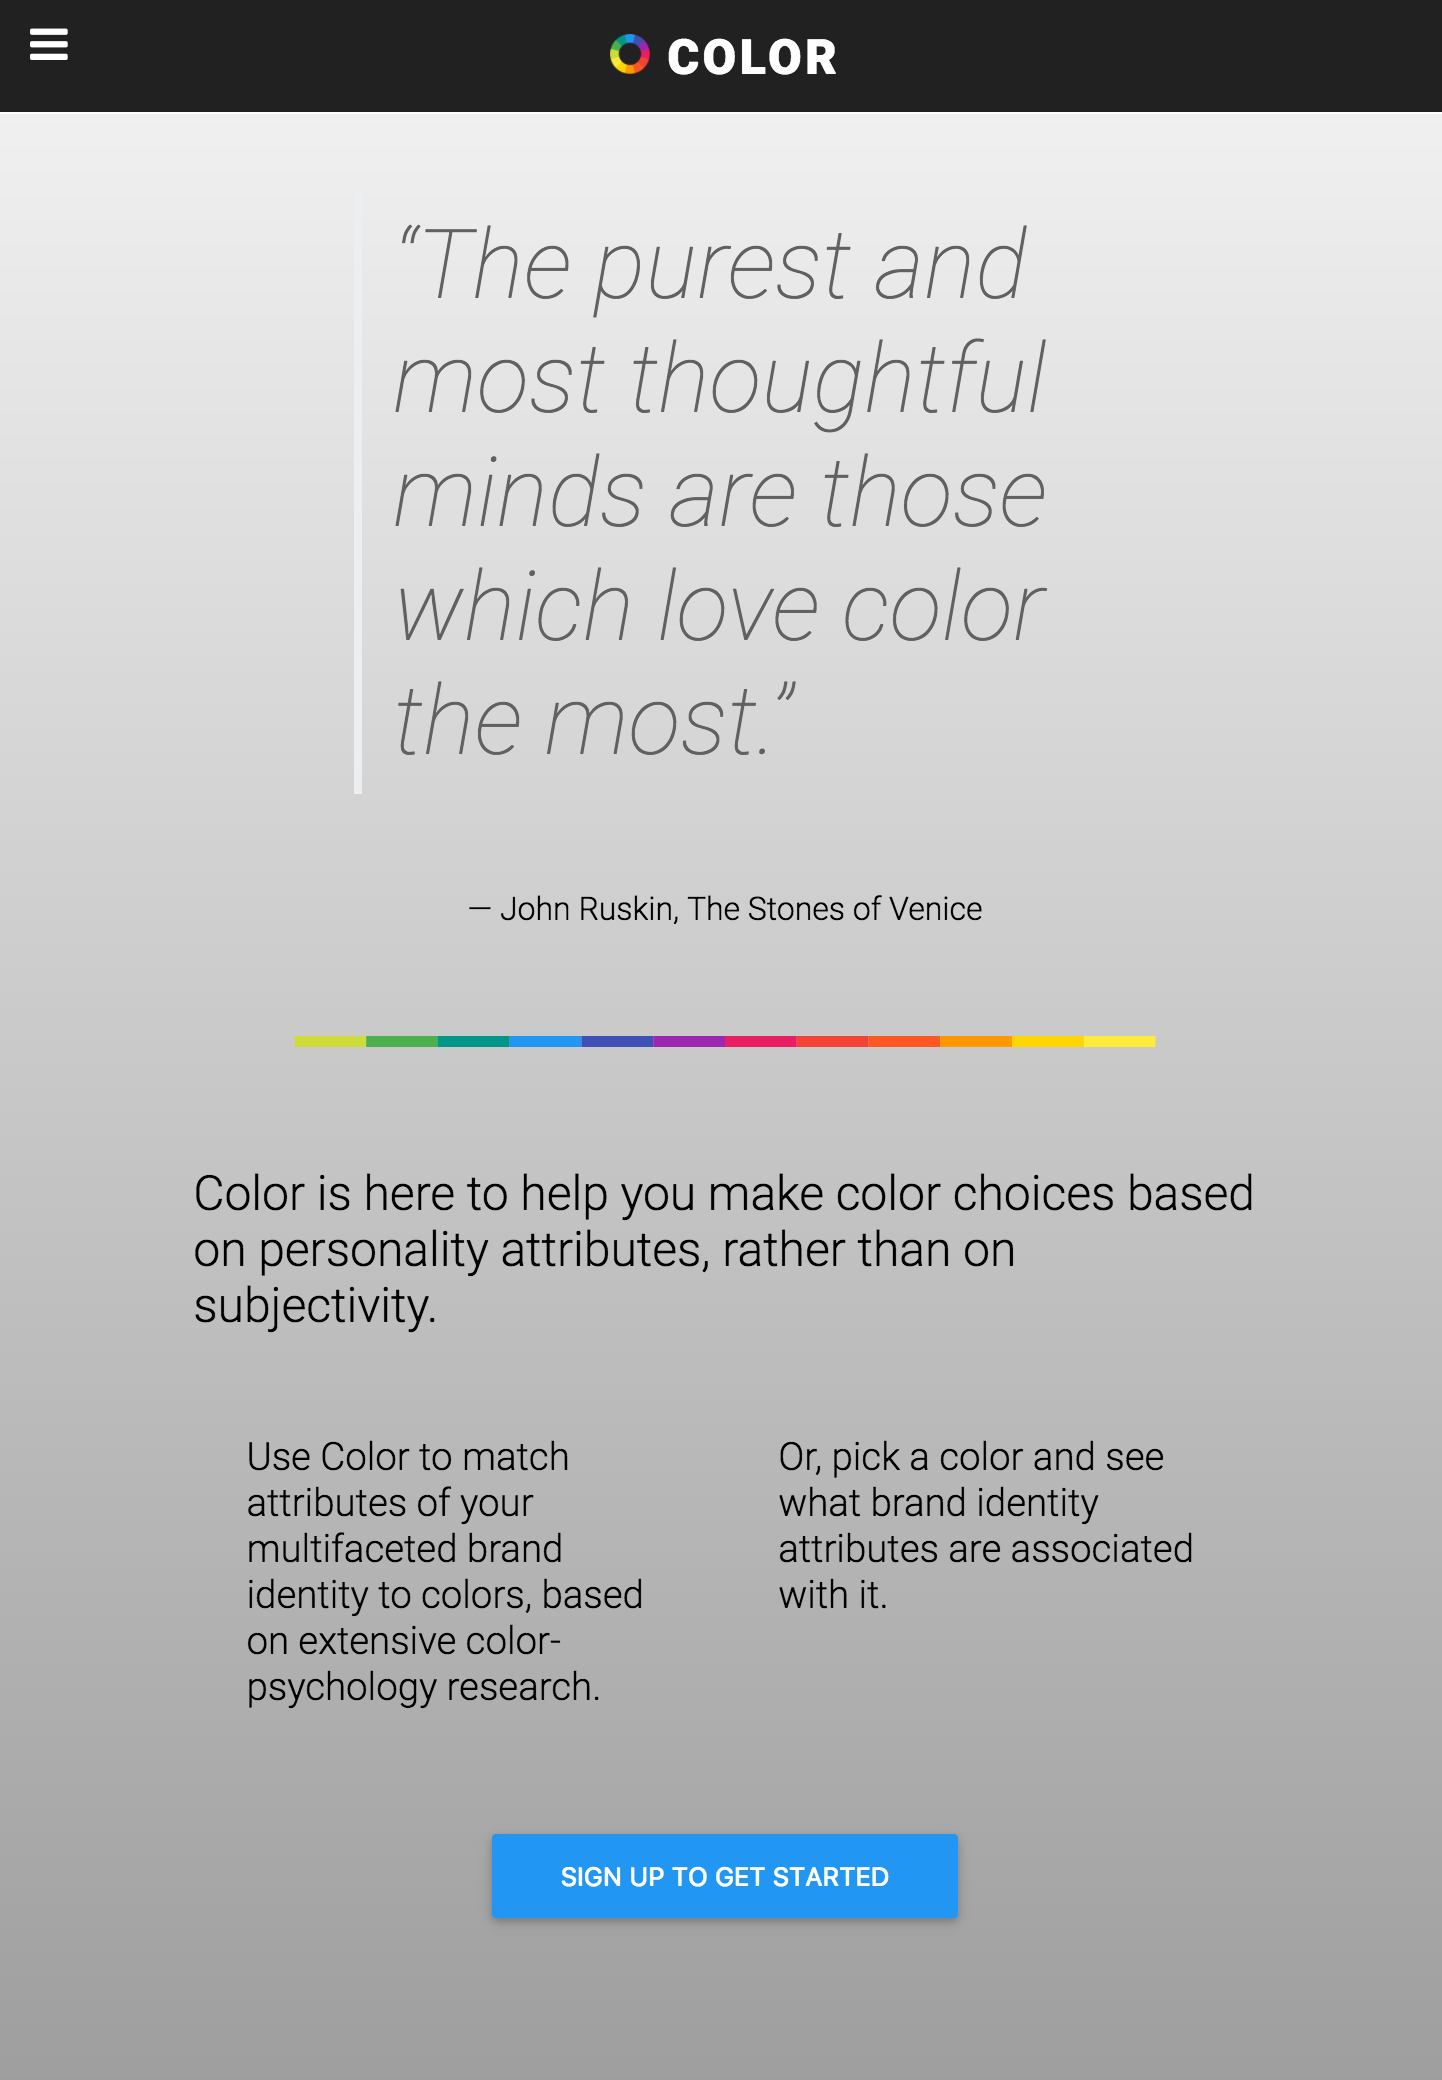 COLOR
“The purest and
most thoughtful
minds are those
which love color
the most.”
— John Ruskin, The Stones of Venice
Color is here to help you make color choices based
on personality attributes, rather than on
subjectivity.
Use Color to match
attributes of your
multifaceted brand
identity to colors, based
on extensive color-
psychology research.
Or, pick a color and see
what brand identity
attributes are associated
with it.
SIGN UP TO GET STARTED